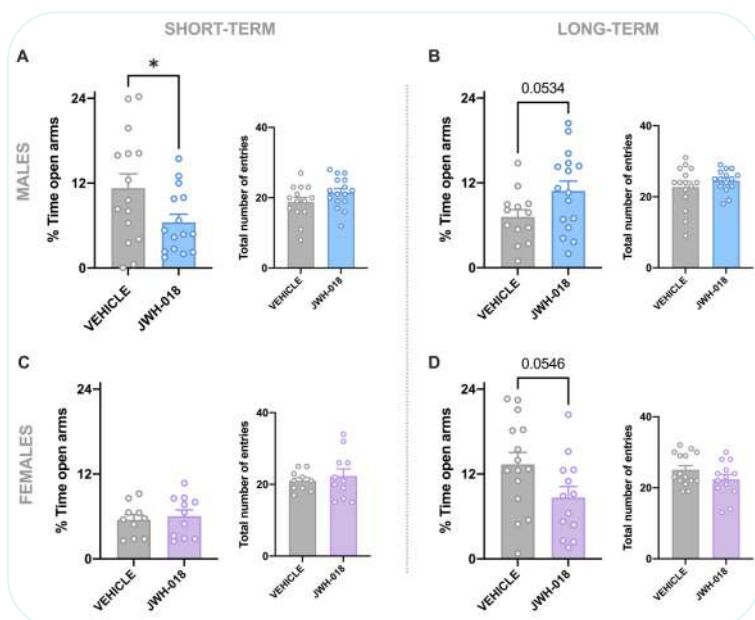 SHORT-TERM
LONG-TERM
MALES
A
% Time open arms
24
12
0
*
VEHICLE
JWH-018
Total number of entries
40
20
0
VEHICLE
JWH-018
B
% Time open arms
24
12
0
0.0534
VEHICLE
JWH-018
Total number of entries
40
20
0
VEHICLE
JWH-018
FEMALES
C
% Time open arms
24
12
0
VEHICLE
JWH-018
Total number of entries
40
20
0
VEHICLE
JWH-018
D
% Time open arms
24
12
0
0.0546
VEHICLE
JWH-018
Total number of entries
40
20
0
VEHICLE
JWH-018